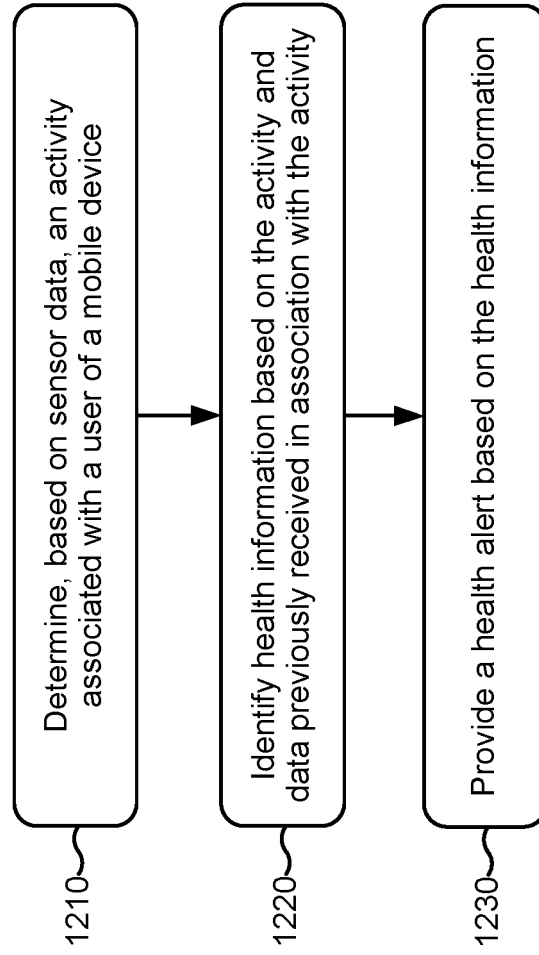 1210
Determine, based on sensor data, an activity
associated with a user of a mobile device
1220
Identify health information based on the activity and
data previously received in association with the activity
1230
Provide a health alert based on the health information